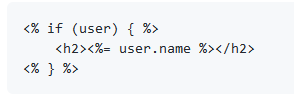 <% if (user) { %>
    <h2><%= user.name %></h2>
<% } %>